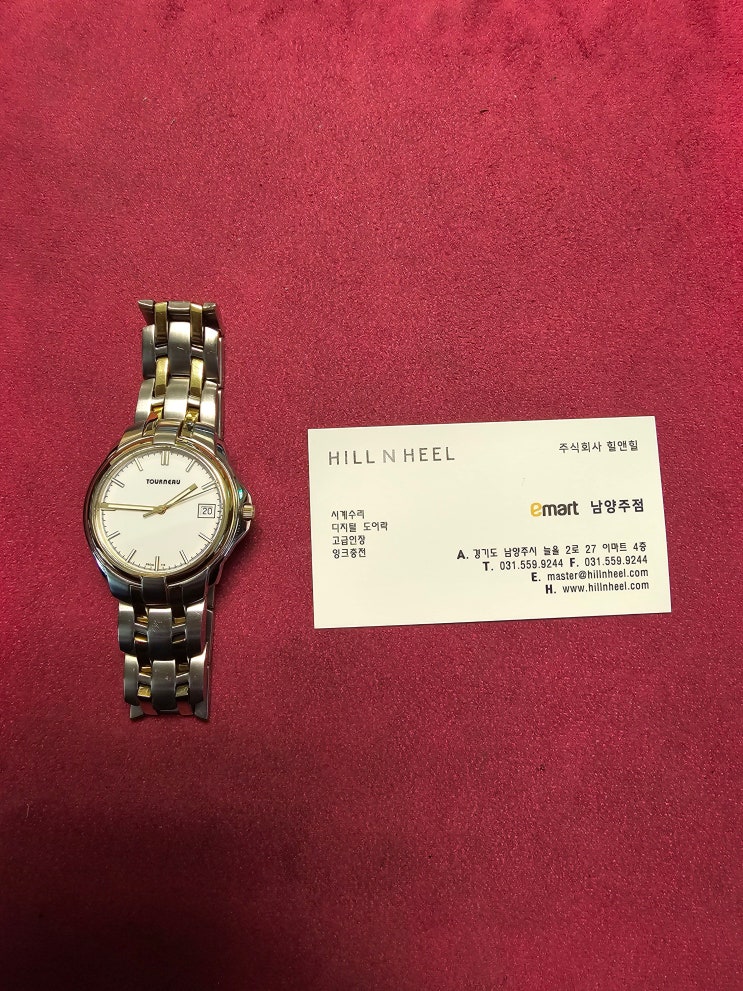 TOURNEAU
20
HILL N HEEL
주식회사 힐앤힐
emart 남양주점
시계수리
디지털 도어락
고급인장
잉크충전
A. 경기도 남양주시 늘을 2로 27 이마트 4층
T. 031.559.9244 F. 031.559.9244
E. master@hillnheel.com
H. www.hillnheel.com